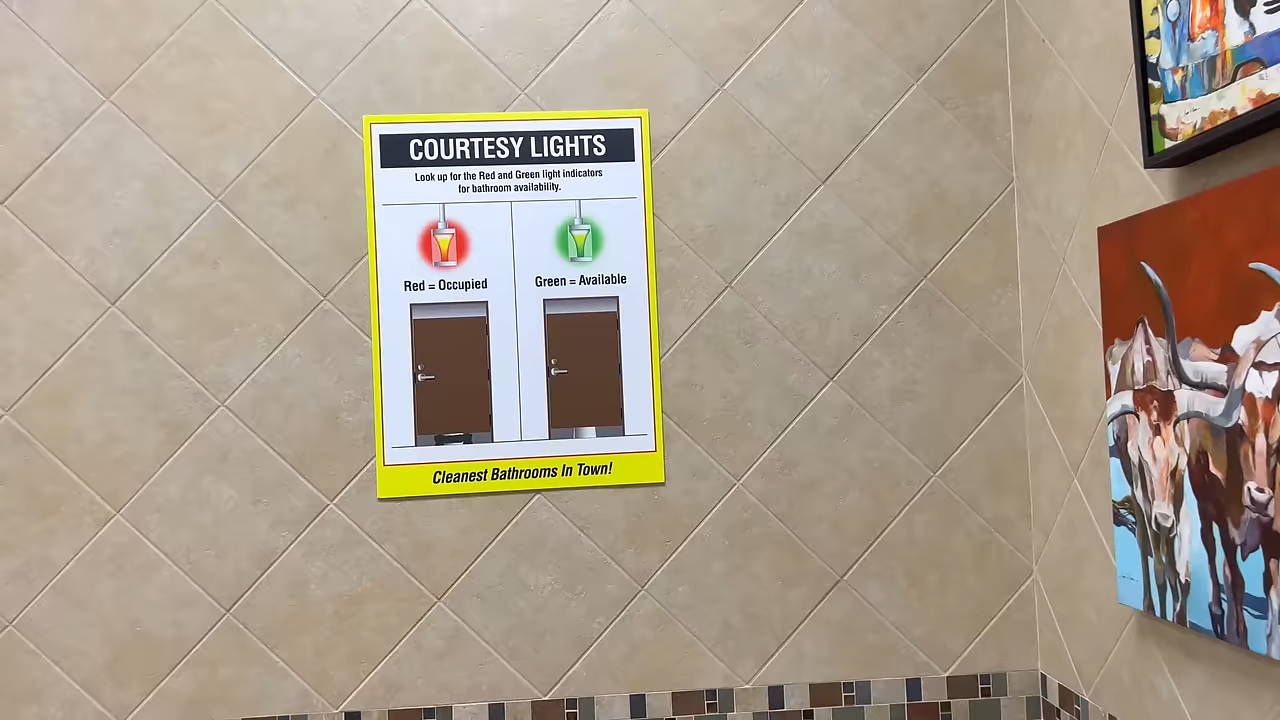 COURTESY LIGHTS
Look up for the Red and Green light indicators
for bathroom availability.
Red = Occupied
Green = Available
Cleanest Bathrooms In Town!